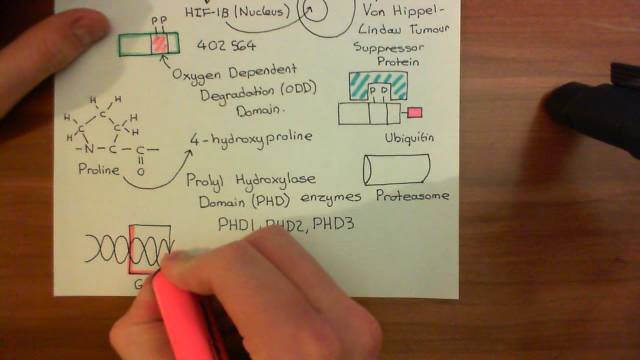 HIF-1B (Nucleus)
Von Hippel-
Lindau Tumour
Suppressor
Protein
P P
402 564
Oxygen Dependent
Degradation (ODD)
Domain.
P P
Ubiquitin
H H
H C H
H C C H
H H
- N - C - C -
O
Proline
4-hydroxyproline
Prolyl Hydroxylase
Domain (PHD) enzymes
PHD1, PHD2, PHD3
Proteasome
G